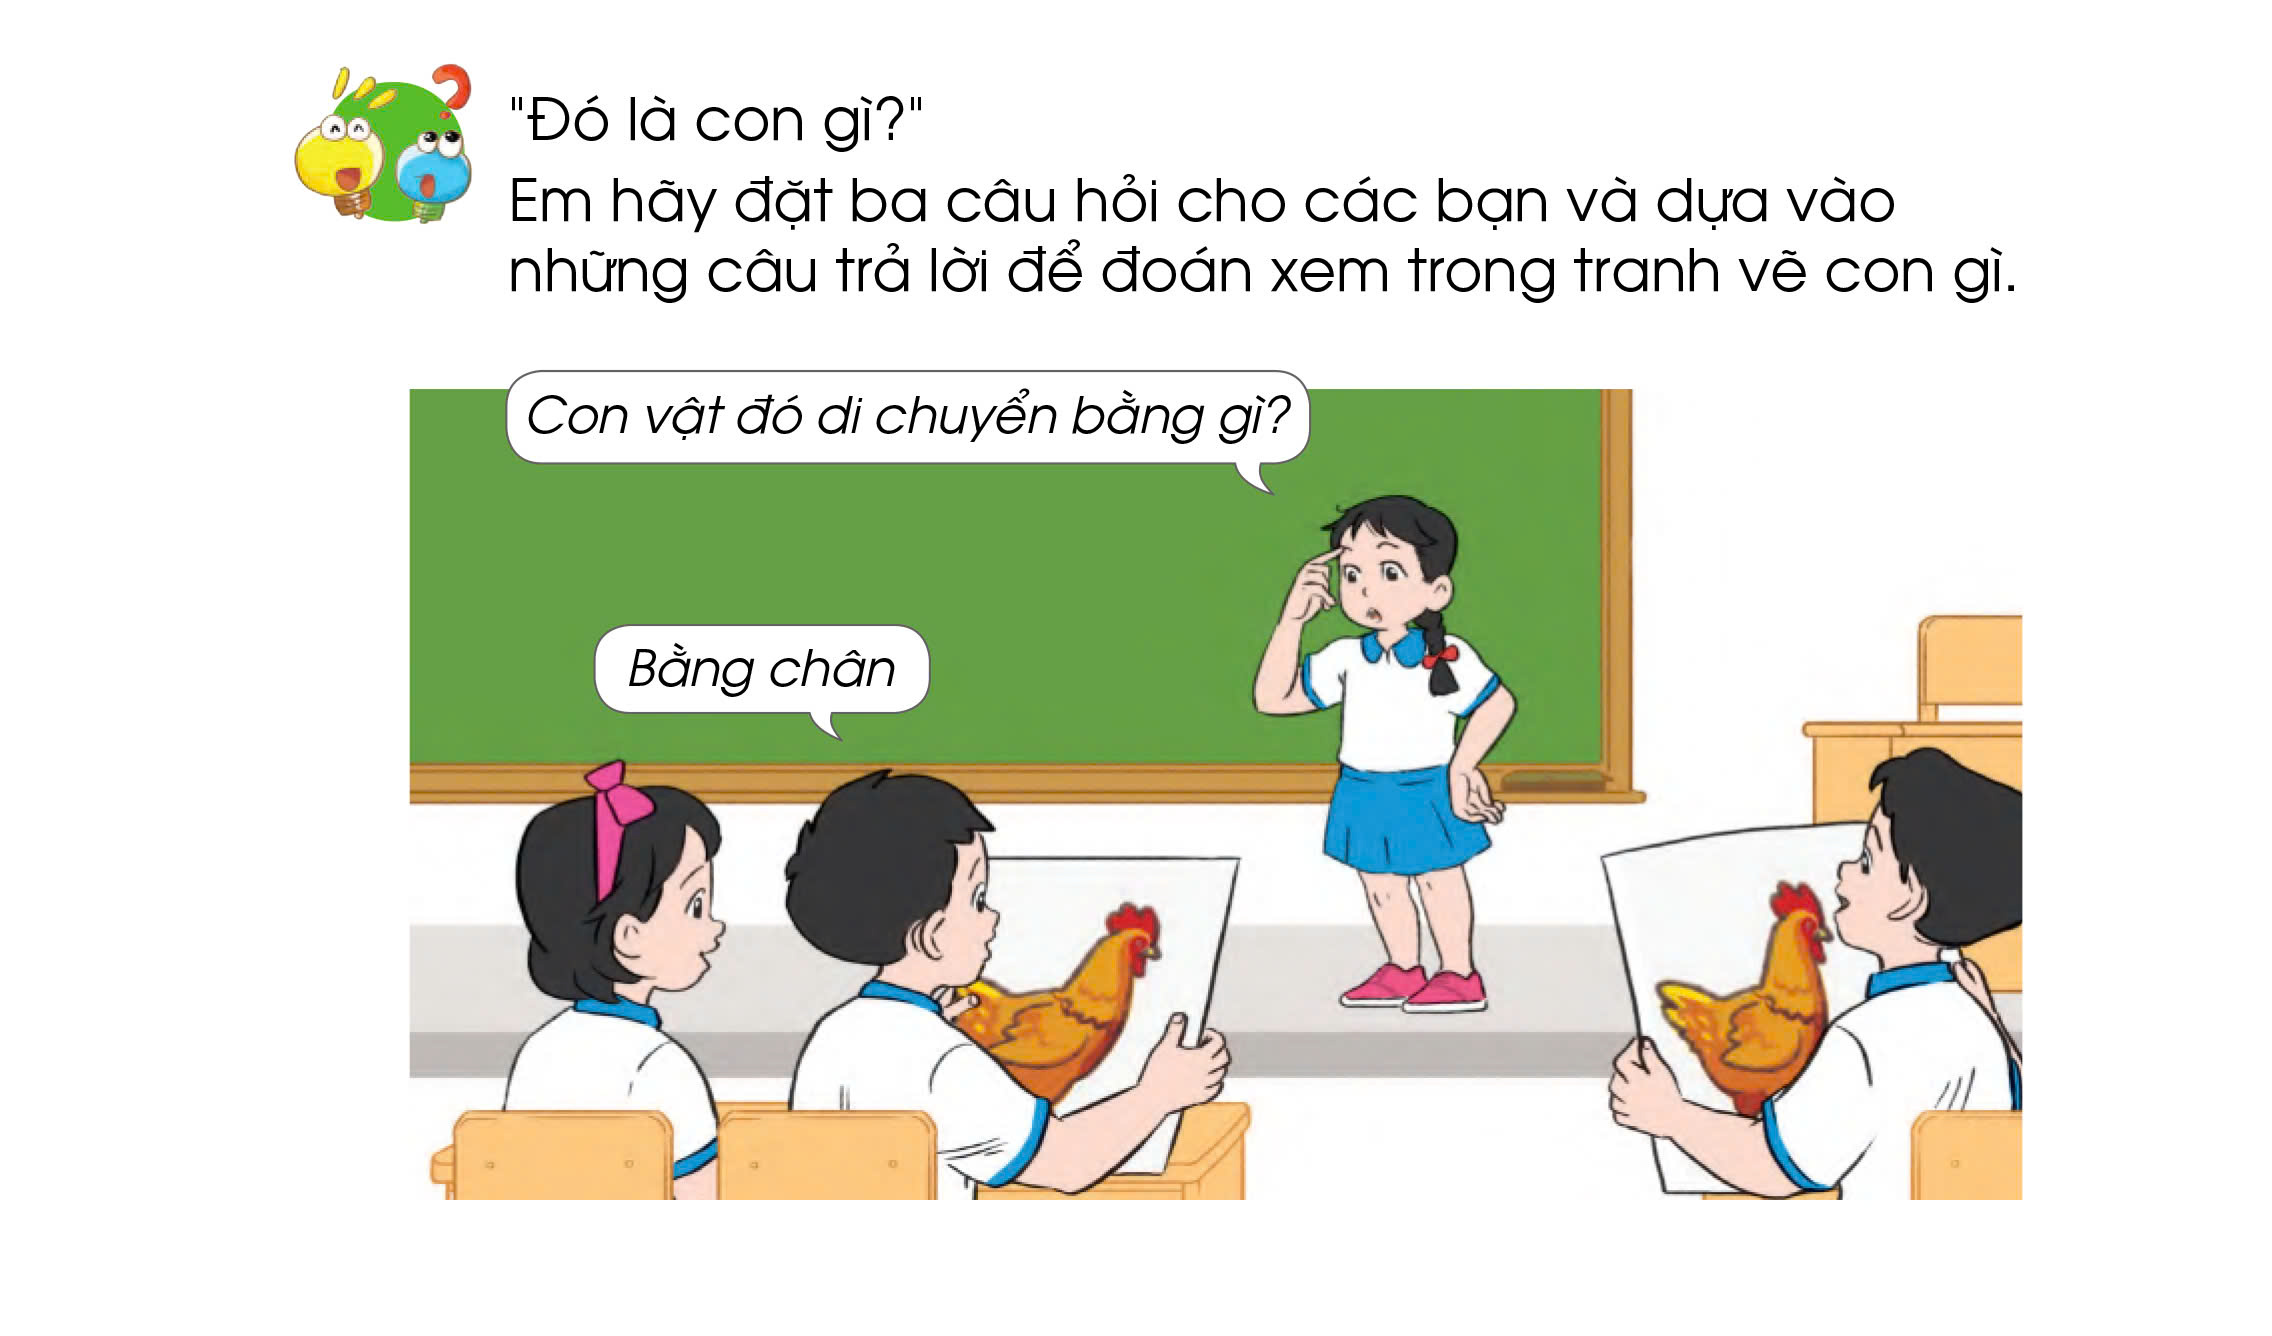 "Đó là con gì?"
Em hãy đặt ba câu hỏi cho các bạn và dựa vào
những câu trả lời để đoán xem trong tranh vẽ con gì.
Con vật đó di chuyển bằng gì?
Bằng chân